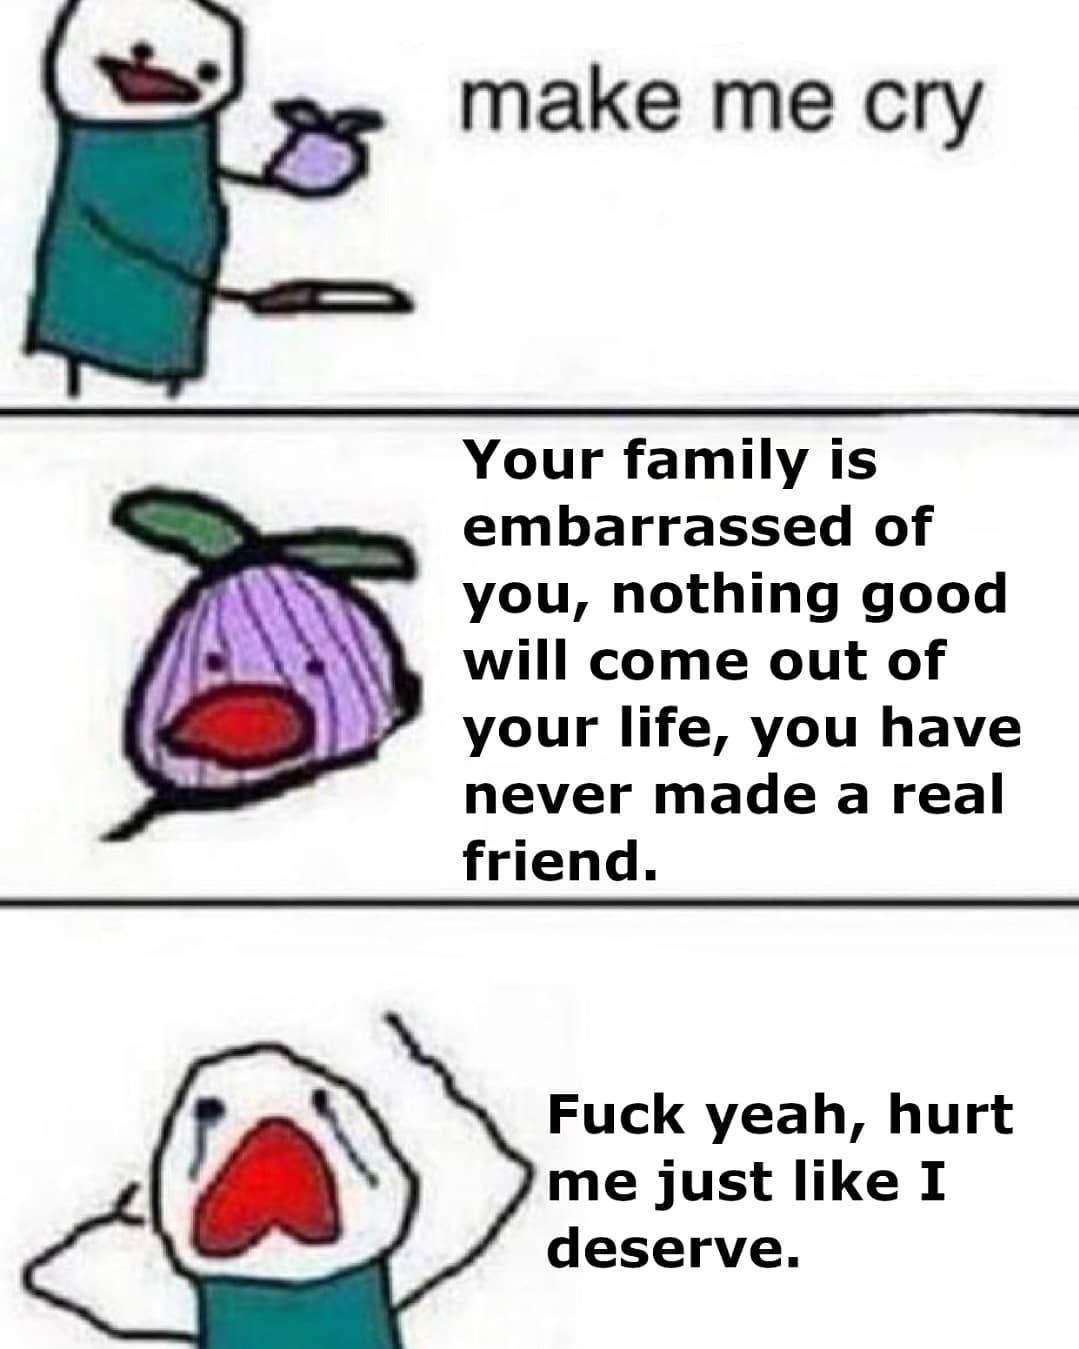 make me cry
Your family is
embarrassed of
you, nothing good
will come out of
your life, you have
never made a real
friend.
Fuck yeah, hurt
me just like I
deserve.